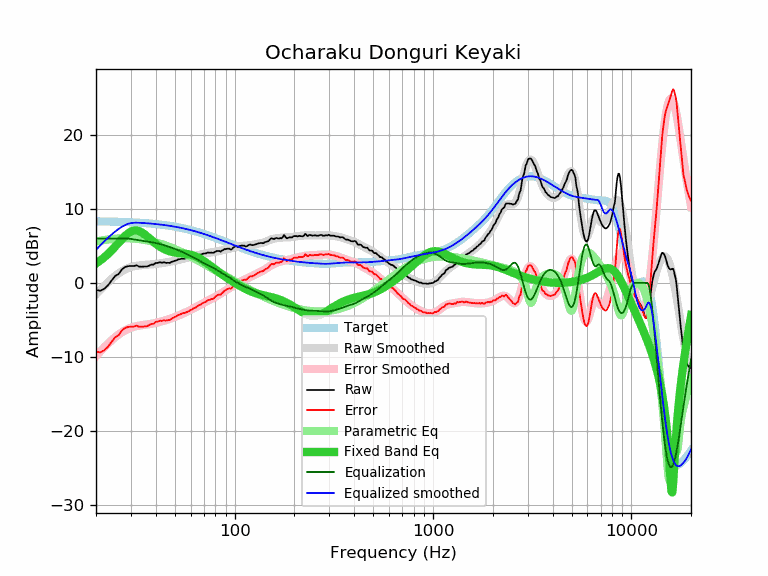 Ocharaku Donguri Keyaki
Amplitude (dBr)
20
10
0
−10
−20
−30
Target
Raw Smoothed
Error Smoothed
Raw
Error
Parametric Eq
Fixed Band Eq
Equalization
Equalized smoothed
100
1000
10000
Frequency (Hz)